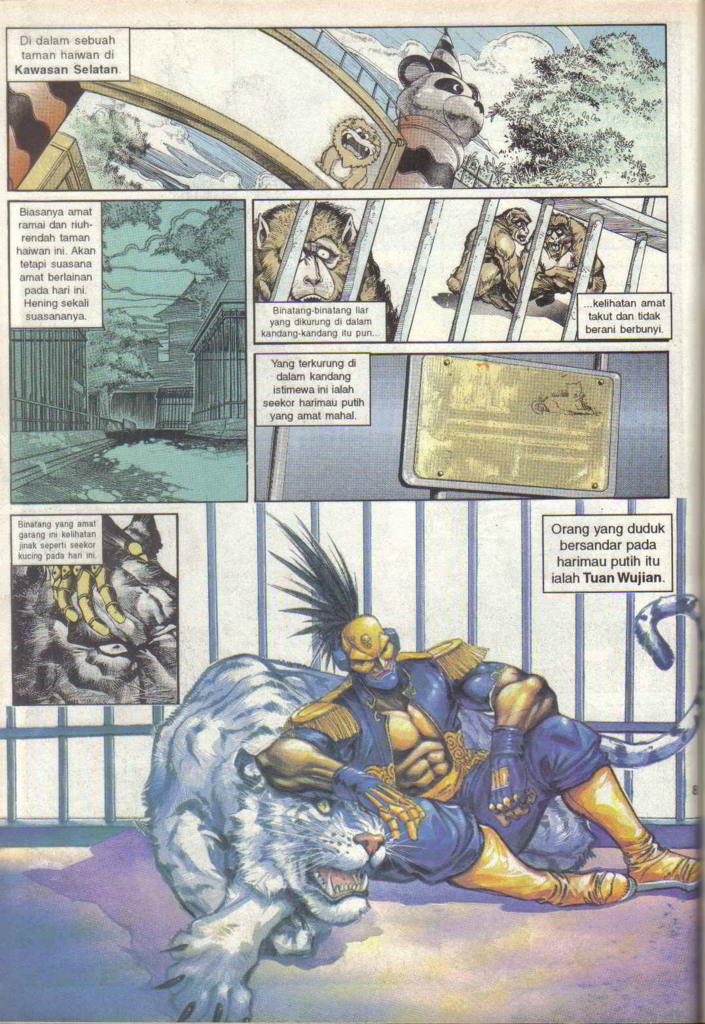 Di dalam sebuah
taman haiwan di
Kawasan Selatan.
Biasanya amat
ramai dan riuh-
rendah taman
haiwan ini. Akan
tetapi suasana
amat berlainan
pada hari ini.
Hening sekali
suasananya.
Binatang-binatang liar
yang dikurung di dalam
kandang-kandang itu pun...
...kelihatan amat
takut dan tidak
berani berbunyi.
Yang terkurung di
dalam kandang
istimewa ini ialah
seekor harimau putih
yang amat mahal.
Binatang yang amat
garang ini kelihatan
jinak seperti seekor
kucing pada hari ini.
Orang yang duduk
bersandar pada
harimau putih itu
ialah Tuan Wujian.
8